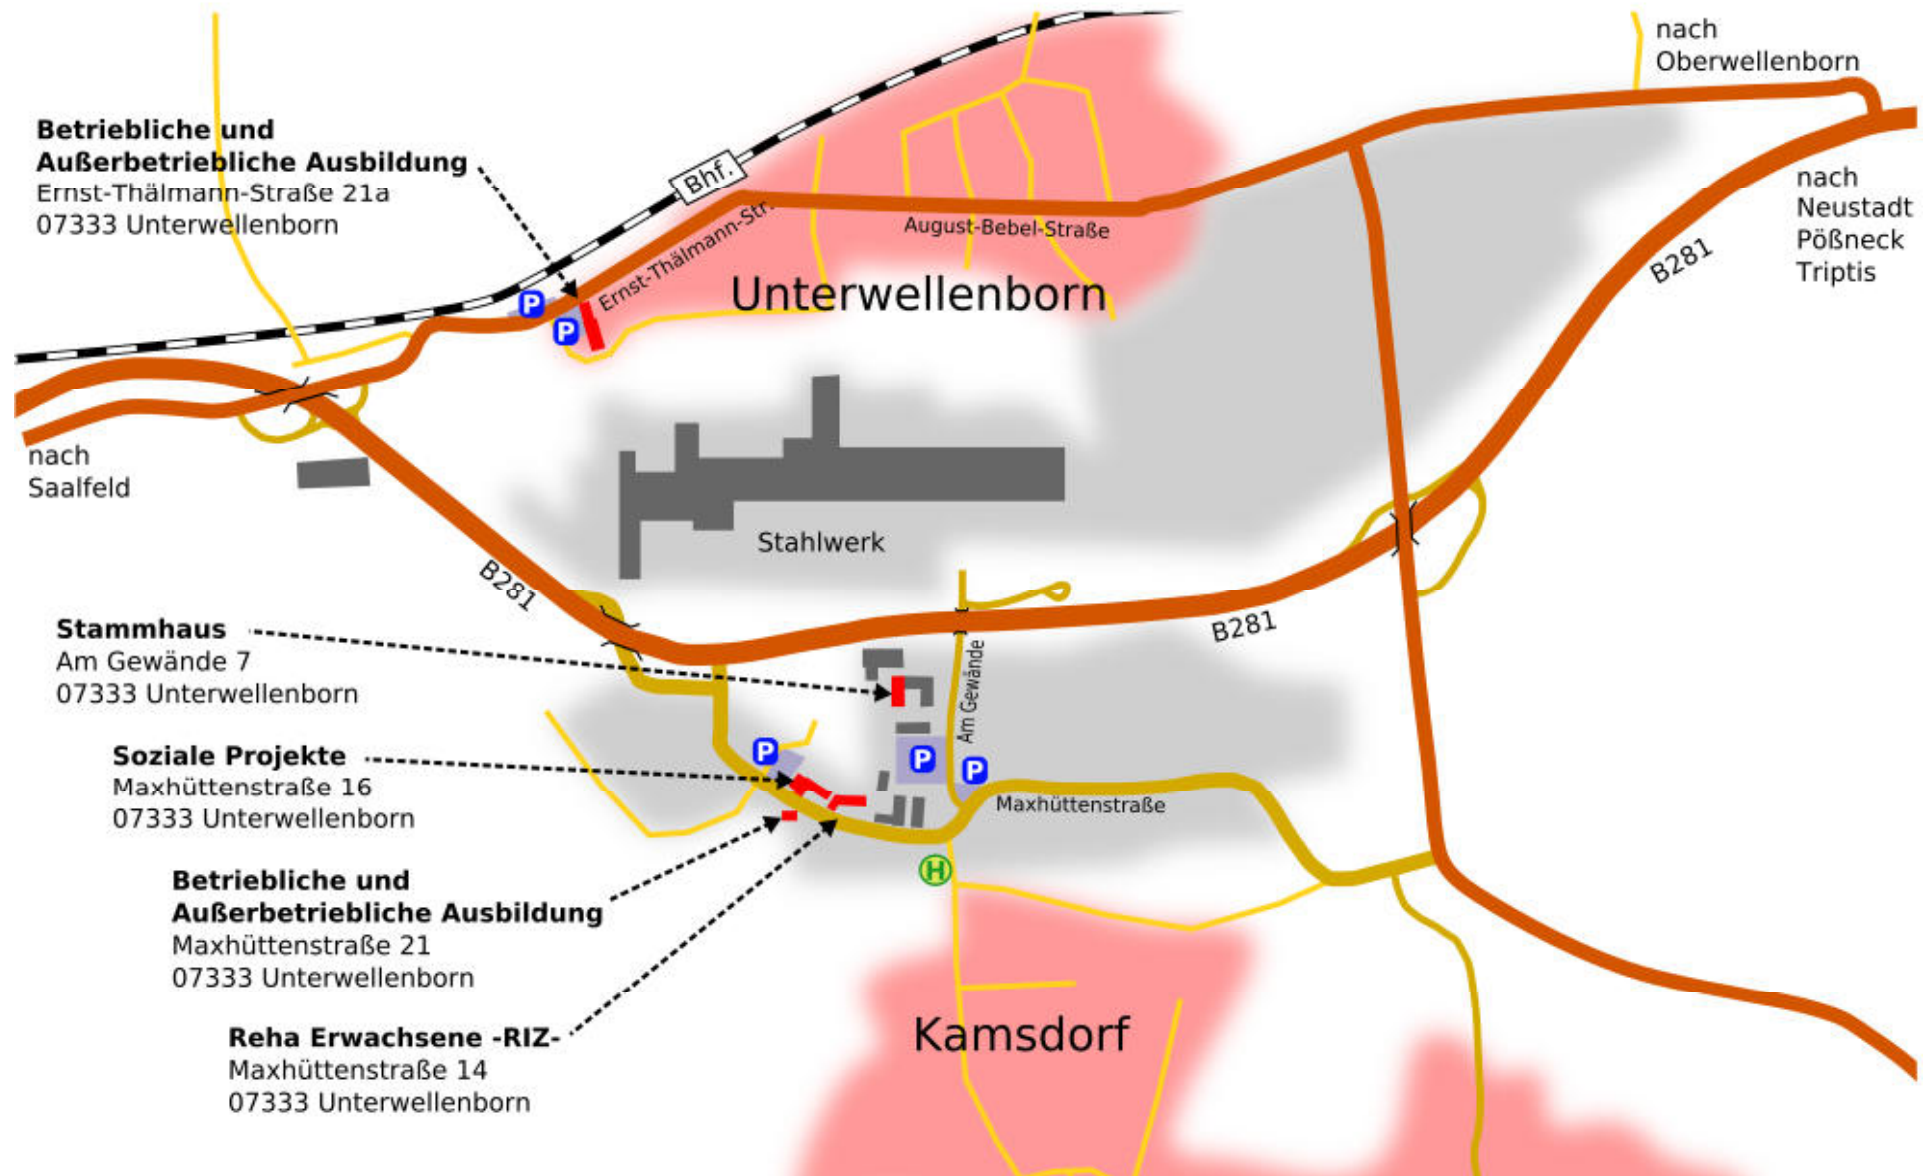 nach
Oberwellenborn
Betriebliche und
Außerbetriebliche Ausbildung
Ernst-Thälmann-Straße 21a
07333 Unterwellenborn
Bhf.
nach
Neustadt
Pößneck
Triptis
Ernst-Thälmann-Str.
August-Bebel-Straße
B281
Unterwellenborn
P
P
nach
Saalfeld
Stahlwerk
B281
B281
Stammhaus
Am Gewände 7
07333 Unterwellenborn
Am Gewände
Soziale Projekte
Maxhüttenstraße 16
07333 Unterwellenborn
P
P
P
Maxhüttenstraße
H
Betriebliche und
Außerbetriebliche Ausbildung
Maxhüttenstraße 21
07333 Unterwellenborn
Reha Erwachsene -RIZ-
Maxhüttenstraße 14
07333 Unterwellenborn
Kamsdorf